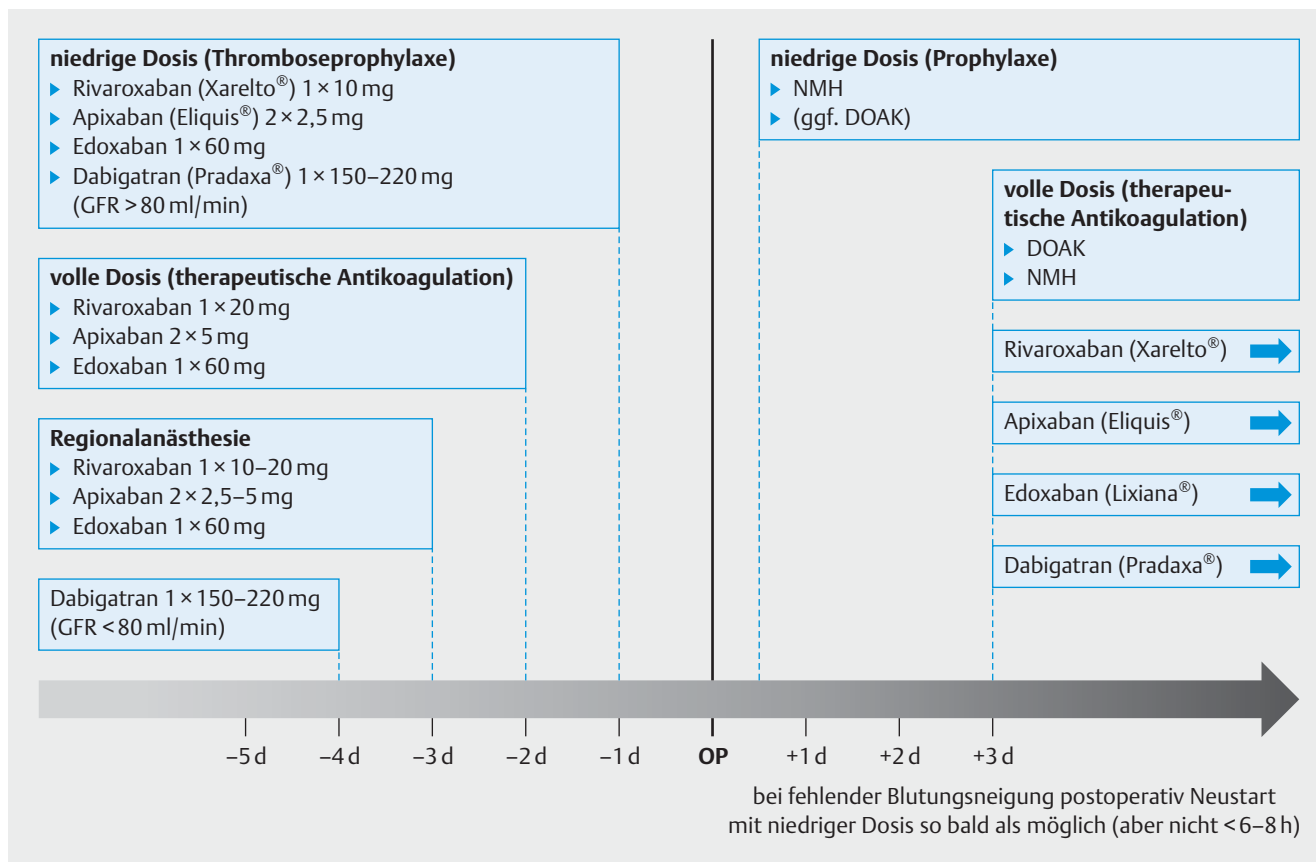 niedrige Dosis (Thromboseprophylaxe)
▶ Rivaroxaban (Xarelto®) 1 × 10 mg
▶ Apixaban (Eliquis®) 2 × 2,5 mg
▶ Edoxaban 1 × 60 mg
▶ Dabigatran (Pradaxa®) 1 × 150–220 mg
(GFR > 80 ml/min)
volle Dosis (therapeutische Antikoagulation)
▶ Rivaroxaban 1 × 20 mg
▶ Apixaban 2 × 5 mg
▶ Edoxaban 1 × 60 mg
Regionalanästhesie
▶ Rivaroxaban 1 × 10–20 mg
▶ Apixaban 2 × 2,5–5 mg
▶ Edoxaban 1 × 60 mg
Dabigatran 1 × 150–220 mg
(GFR < 80 ml/min)
niedrige Dosis (Prophylaxe)
▶ NMH
▶ (ggf. DOAK)
volle Dosis (therapeu-
tische Antikoagulation)
▶ DOAK
▶ NMH
Rivaroxaban (Xarelto®)
Apixaban (Eliquis®)
Edoxaban (Lixiana®)
Dabigatran (Pradaxa®)
–5 d –4 d –3 d –2 d –1 d OP +1 d +2 d +3 d
bei fehlender Blutungsneigung postoperativ Neustart
mit niedriger Dosis so bald als möglich (aber nicht < 6–8 h)